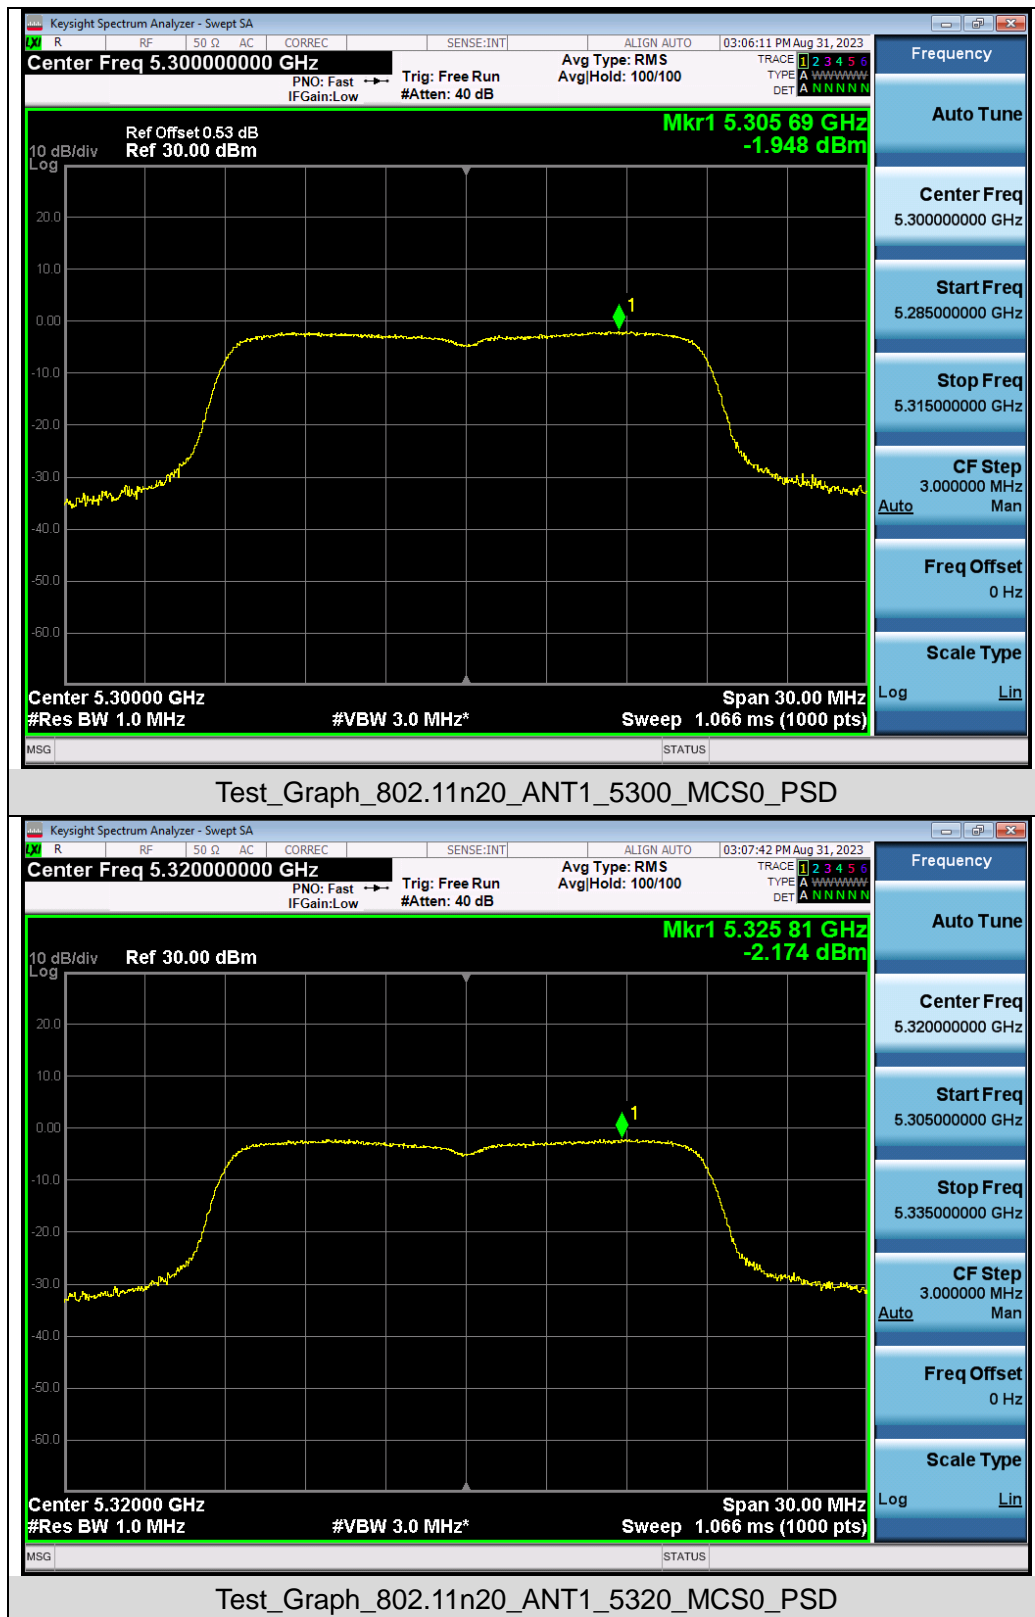 Keysight Spectrum Analyzer - Swept SA
LXI R RF 50 Ω AC CORREC SENSE:INT ALIGN AUTO 03:06:11 PM Aug 31, 2023
Center Freq 5.300000000 GHz
PNO: Fast
IFGain:Low
Trig: Free Run
#Atten: 40 dB
Avg Type: RMS
Avg|Hold: 100/100
TRACE 1 2 3 4 5 6
TYPE A WWWWW
DET A N N N N N
Ref Offset 0.53 dB
10 dB/div Ref 30.00 dBm
Log
Mkr1 5.305 69 GHz
-1.948 dBm
20.0
10.0
0.00
-10.0
-20.0
-30.0
-40.0
-50.0
-60.0
1
Center 5.30000 GHz Span 30.00 MHz
#Res BW 1.0 MHz #VBW 3.0 MHz* Sweep 1.066 ms (1000 pts)
MSG STATUS
Frequency
Auto Tune
Center Freq
5.300000000 GHz
Start Freq
5.285000000 GHz
Stop Freq
5.315000000 GHz
CF Step
3.000000 MHz
Auto Man
Freq Offset
0 Hz
Scale Type
Log Lin
Test_Graph_802.11n20_ANT1_5300_MCS0_PSD
Keysight Spectrum Analyzer - Swept SA
LXI R RF 50 Ω AC CORREC SENSE:INT ALIGN AUTO 03:07:42 PM Aug 31, 2023
Center Freq 5.320000000 GHz
PNO: Fast
IFGain:Low
Trig: Free Run
#Atten: 40 dB
Avg Type: RMS
Avg|Hold: 100/100
TRACE 1 2 3 4 5 6
TYPE A WWWWW
DET A N N N N N
10 dB/div Ref 30.00 dBm
Log
Mkr1 5.325 81 GHz
-2.174 dBm
20.0
10.0
0.00
-10.0
-20.0
-30.0
-40.0
-50.0
-60.0
1
Center 5.32000 GHz Span 30.00 MHz
#Res BW 1.0 MHz #VBW 3.0 MHz* Sweep 1.066 ms (1000 pts)
MSG STATUS
Frequency
Auto Tune
Center Freq
5.320000000 GHz
Start Freq
5.305000000 GHz
Stop Freq
5.335000000 GHz
CF Step
3.000000 MHz
Auto Man
Freq Offset
0 Hz
Scale Type
Log Lin
Test_Graph_802.11n20_ANT1_5320_MCS0_PSD